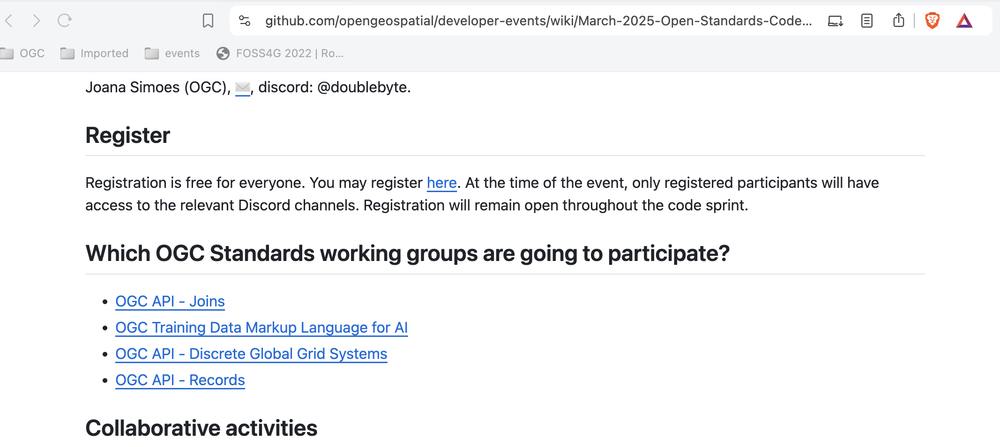 github.com/opengeospatial/developer-events/wiki/March-2025-Open-Standards-Code...
OGC
Imported
events
FOSS4G 2022 | Ro...
Joana Simoes (OGC), ✉️, discord: @doublebyte.
Register
Registration is free for everyone. You may register here. At the time of the event, only registered participants will have
access to the relevant Discord channels. Registration will remain open throughout the code sprint.
Which OGC Standards working groups are going to participate?
• OGC API - Joins
• OGC Training Data Markup Language for AI
• OGC API - Discrete Global Grid Systems
• OGC API - Records
Collaborative activities